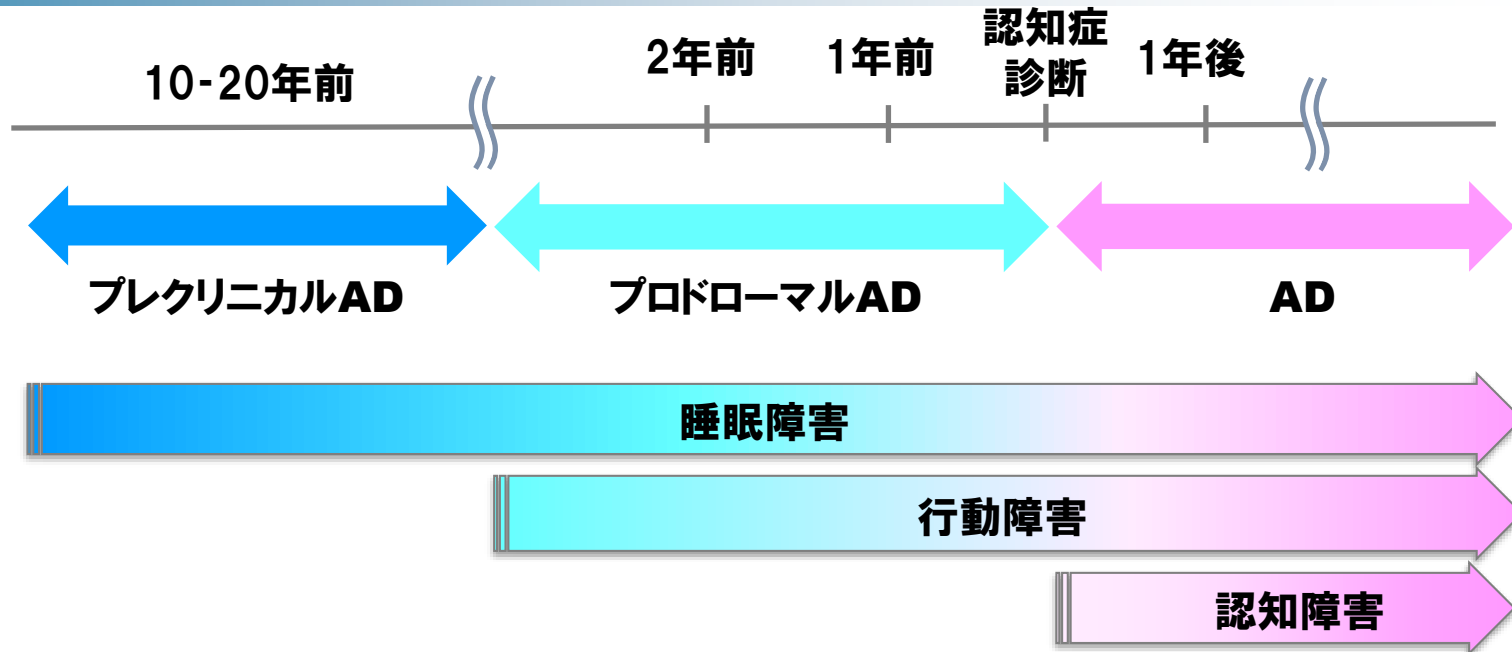 10-20年前
2年前
1年前
認知症
診断
1年後
プレクリニカルAD
プロドローマルAD
AD
睡眠障害
行動障害
認知障害